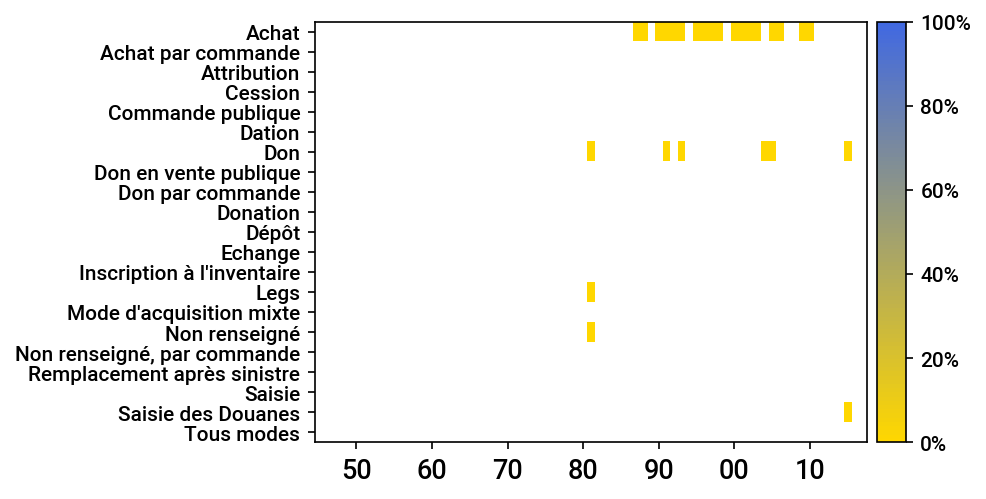 Achat
Achat par commande
Attribution
Cession
Commande publique
Dation
Don
Don en vente publique
Don par commande
Donation
Dépôt
Echange
Inscription à l'inventaire
Legs
Mode d'acquisition mixte
Non renseigné
Non renseigné, par commande
Remplacement après sinistre
Saisie
Saisie des Douanes
Tous modes
50 60 70 80 90 00 10
100%
80%
60%
40%
20%
0%